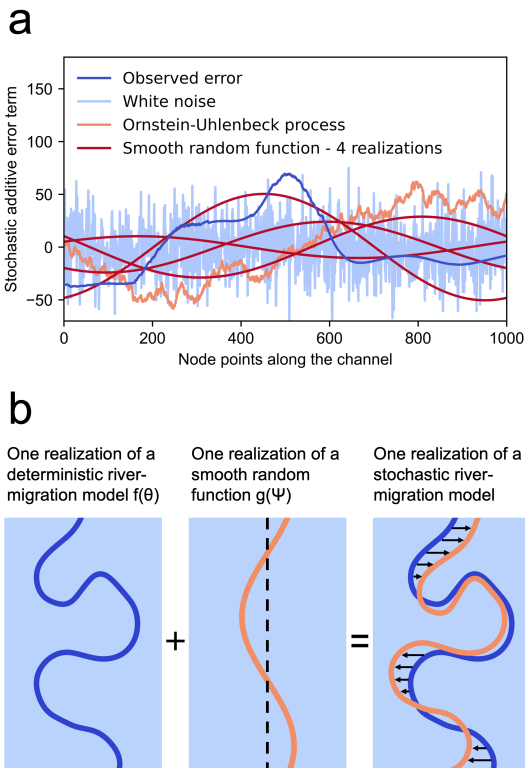 a
Stochastic additive error term
150
100
50
0
−50
Observed error
White noise
Ornstein-Uhlenbeck process
Smooth random function - 4 realizations
0 200 400 600 800 1000
Node points along the channel
b
One realization of a
deterministic river-
migration model f(θ)
One realization of a
smooth random
function g(Ψ)
One realization of a
stochastic river-
migration model
+
=